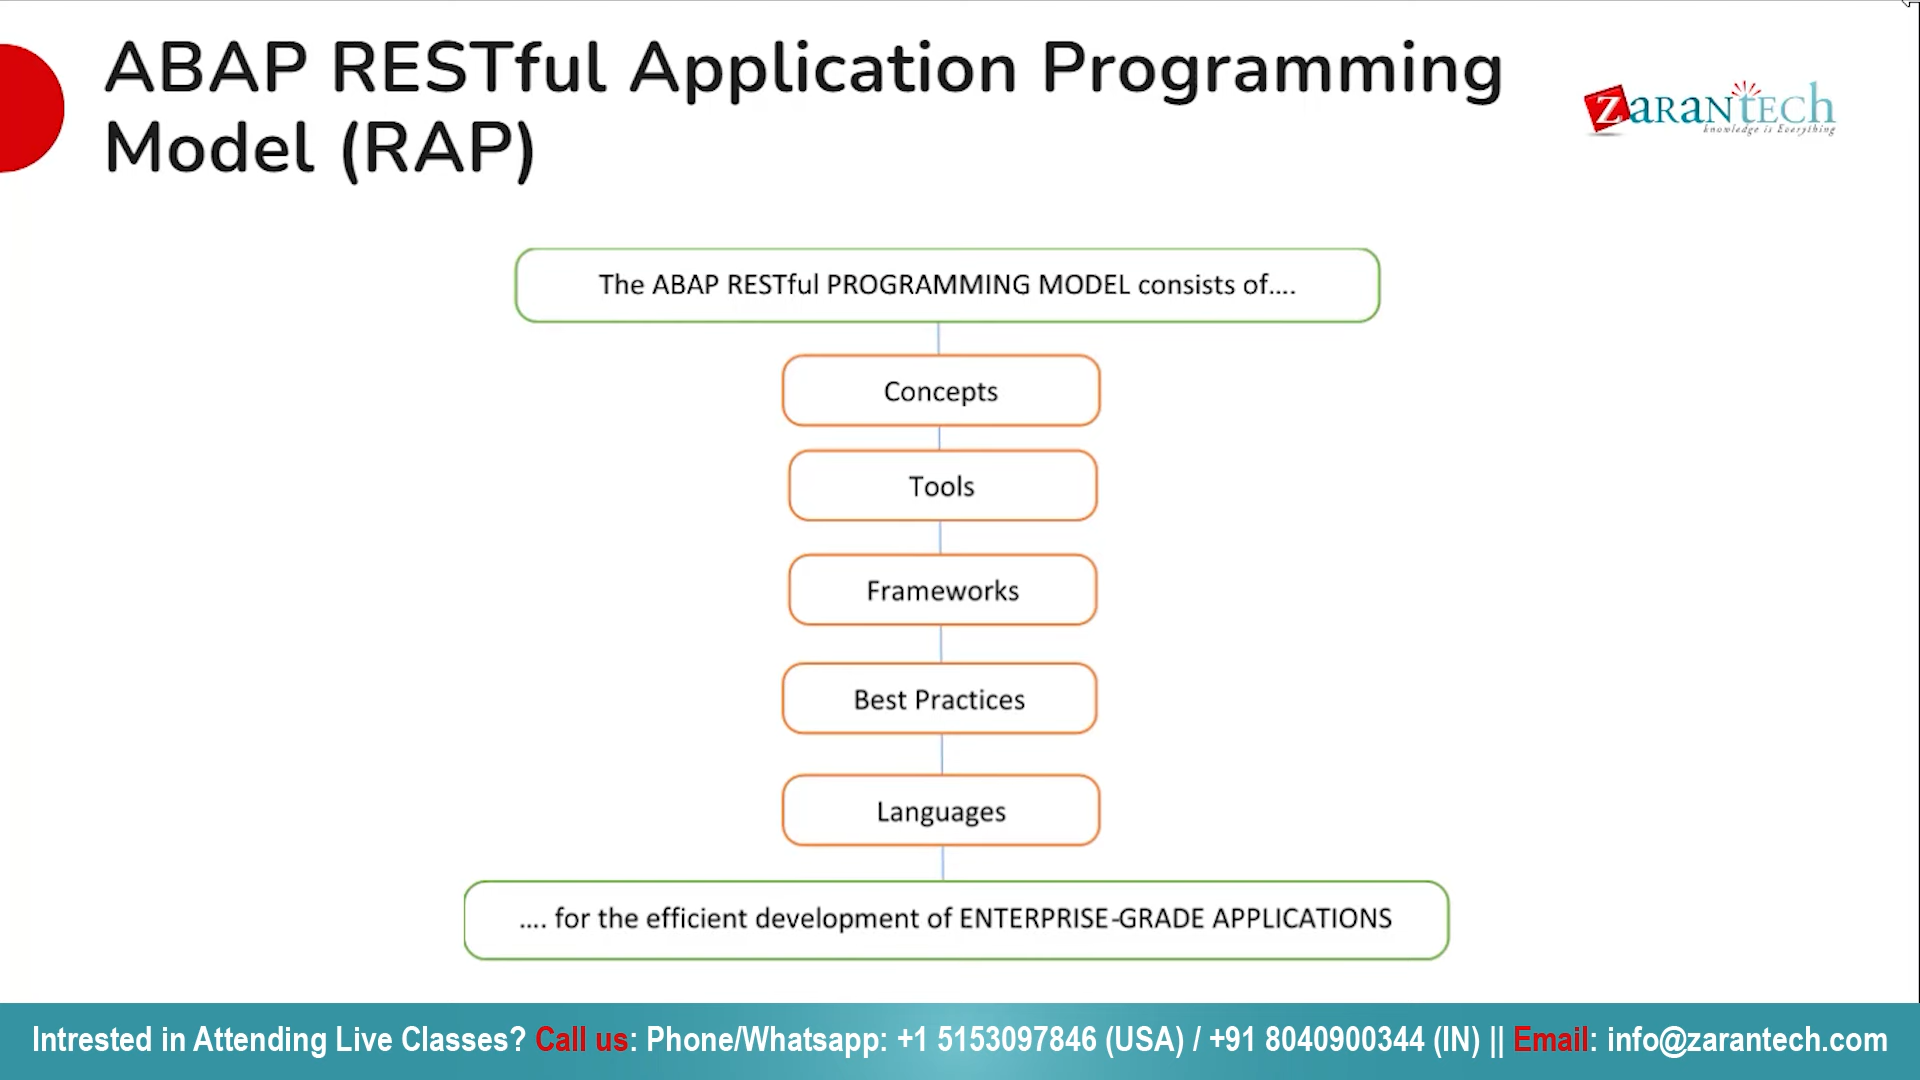 ABAP RESTful Application Programming
Model (RAP)
ZaranTech
knowledge is Everything
The ABAP RESTful PROGRAMMING MODEL consists of....
Concepts
Tools
Frameworks
Best Practices
Languages
.... for the efficient development of ENTERPRISE-GRADE APPLICATIONS
Intrested in Attending Live Classes? Call us: Phone/Whatsapp: +1 5153097846 (USA) / +91 8040900344 (IN) || Email: info@zarantech.com